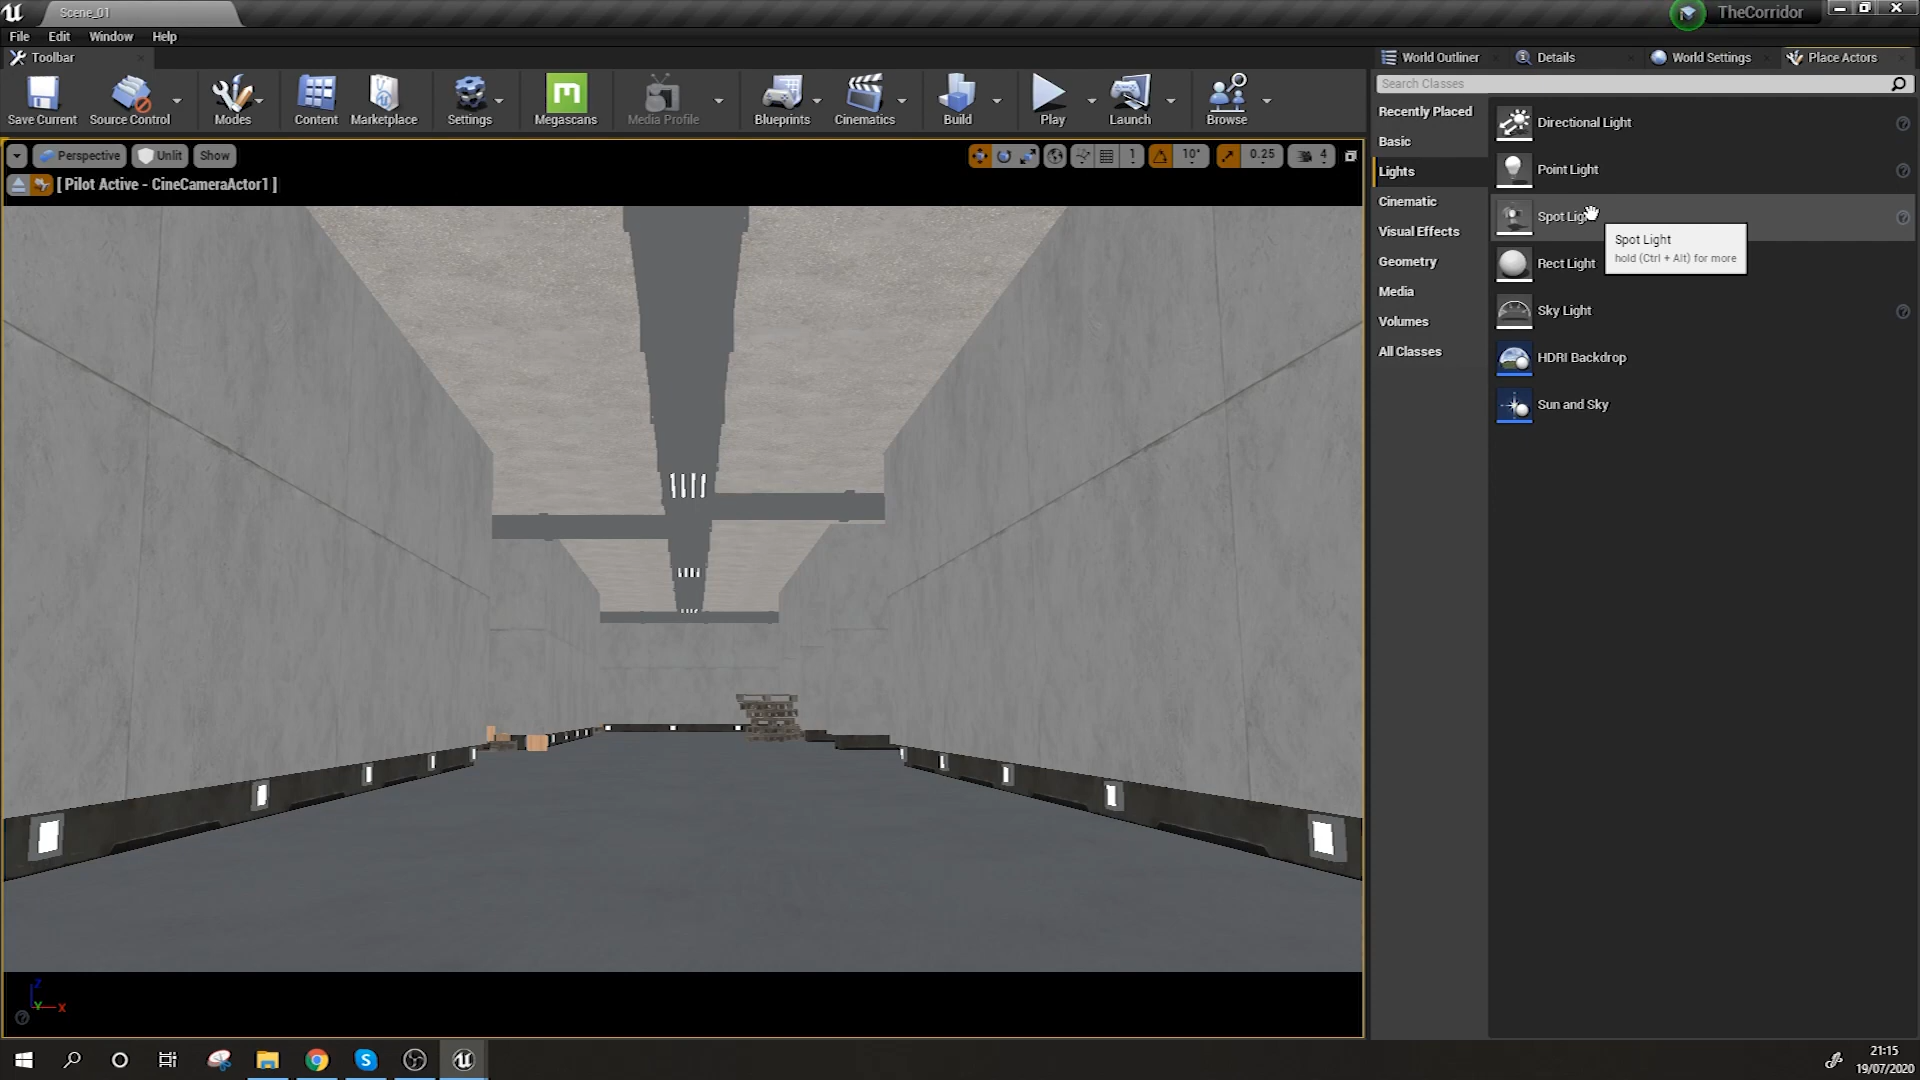 Scene_01
TheCorridor
File Edit Window Help
Toolbar
World Outliner Details World Settings Place Actors
Save Current Source Control Modes Content Marketplace Settings Megascans Media Profile Blueprints Cinematics Build Play Launch Browse
Search Classes
Perspective Unlit Show
1 10° 0.25 4
[ Pilot Active - CineCameraActor1 ]
Recently Placed
Basic
Lights
Cinematic
Visual Effects
Geometry
Media
Volumes
All Classes
Directional Light
Point Light
Spot Light
Spot Light
hold (Ctrl + Alt) for more
Rect Light
Sky Light
HDRI Backdrop
Sun and Sky
Z
Y X
21:15
19/07/2020